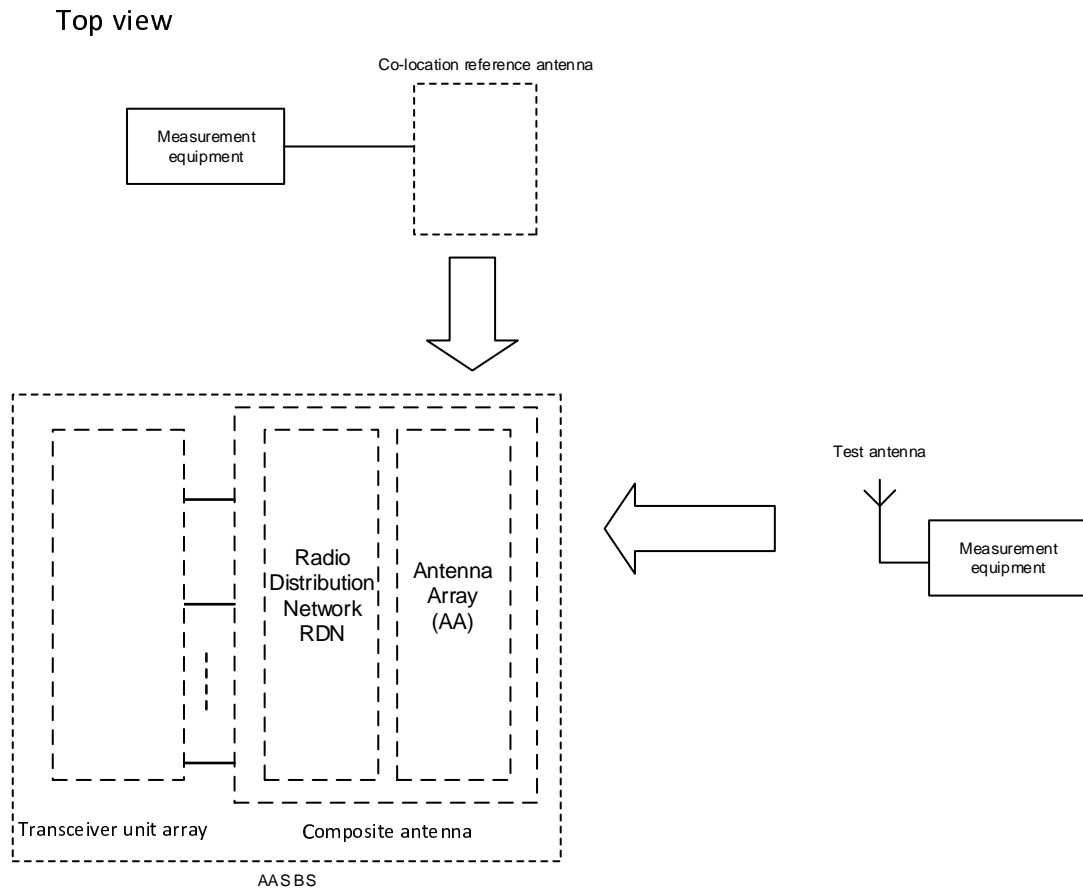 Top view
Co-location reference antenna
Measurement
equipment
Test antenna
Measurement
equipment
Radio
Distribution
Network
RDN
Antenna
Array
(AA)
Transceiver unit array
Composite antenna
AAS BS